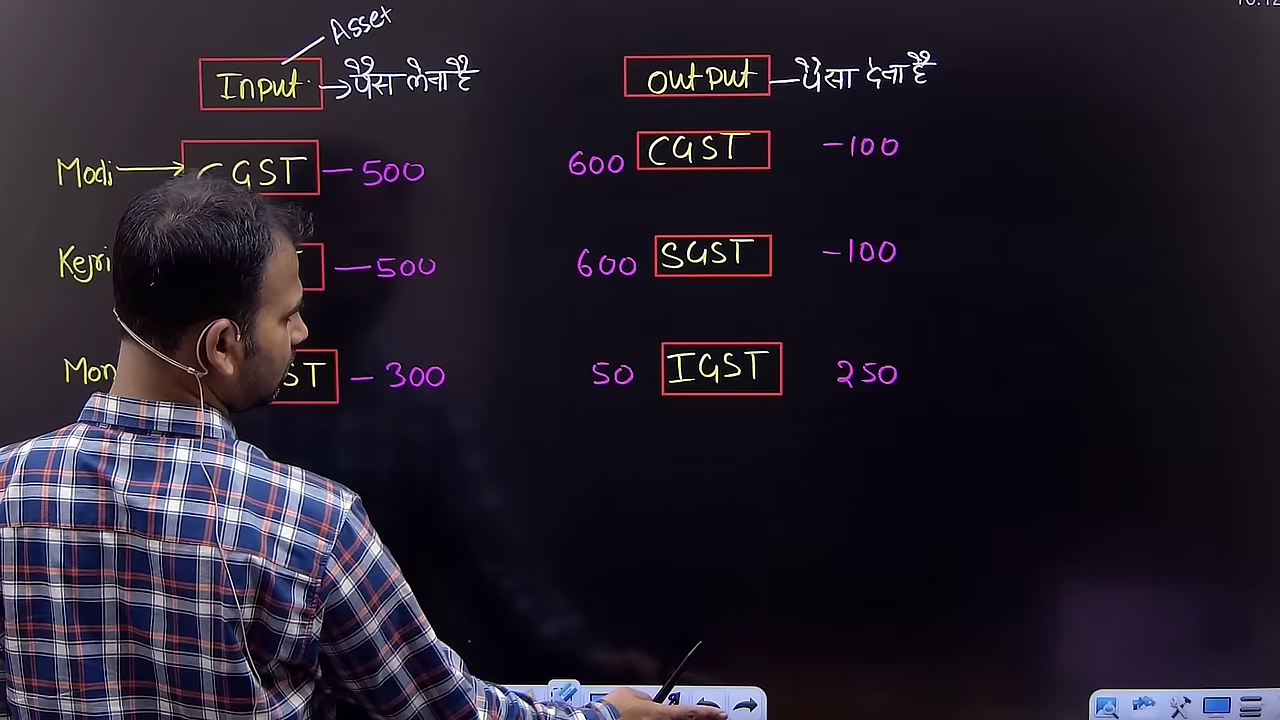 Asset
Input → पैसा लेना है
Output — पैसा देना है
Modi → CGST — 500
600 CGST — 100
Kejri — 500
600 SGST — 100
Mon ST — 300
50 IGST 250